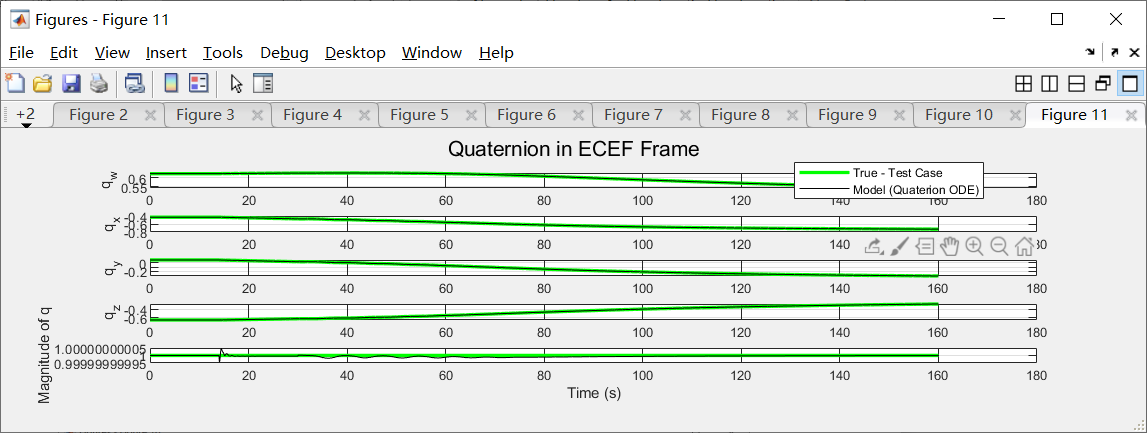 Figures - Figure 11
File Edit View Insert Tools Debug Desktop Window Help
+2 Figure 2 Figure 3 Figure 4 Figure 5 Figure 6 Figure 7 Figure 8 Figure 9 Figure 10 Figure 11
Quaternion in ECEF Frame
True - Test Case
Model (Quaterion ODE)
q_w
0.6
0.55
0 20 40 60 80 100 120 140 160 180
q_x
-0.4
-0.6
-0.8
0 20 40 60 80 100 120 140 160 180
q_y
0
-0.2
0 20 40 60 80 100 120 140 160 180
q_z
-0.4
-0.6
0 20 40 60 80 100 120 140 160 180
Magnitude of q
1.00000000005
1
0.99999999995
0 20 40 60 80 100 120 140 160 180
Time (s)